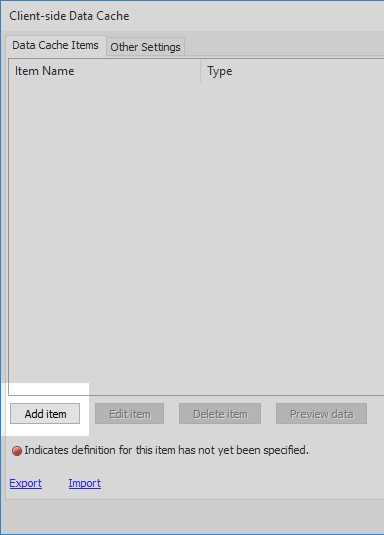 Client-side Data Cache
Data Cache Items Other Settings
Item Name Type
Add item Edit item Delete item Preview data
Indicates definition for this item has not yet been specified.
Export Import